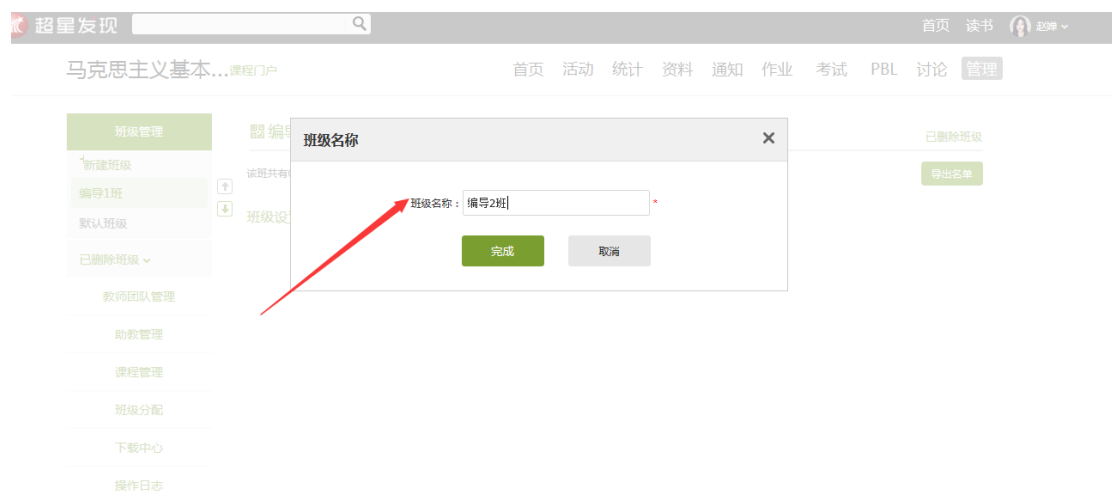 超星发现
首页 读书 赵婵
马克思主义基本...课程门户
首页 活动 统计 资料 通知 作业 考试 PBL 讨论 管理
班级管理
新建班级
编导1班
默认班级
已删除班级
教师团队管理
助教管理
课程管理
班级分配
下载中心
操作日志
编导
已删除班级
该班共有
导出名单
班级设
班级名称
班级名称： 编导2班 *
完成 取消